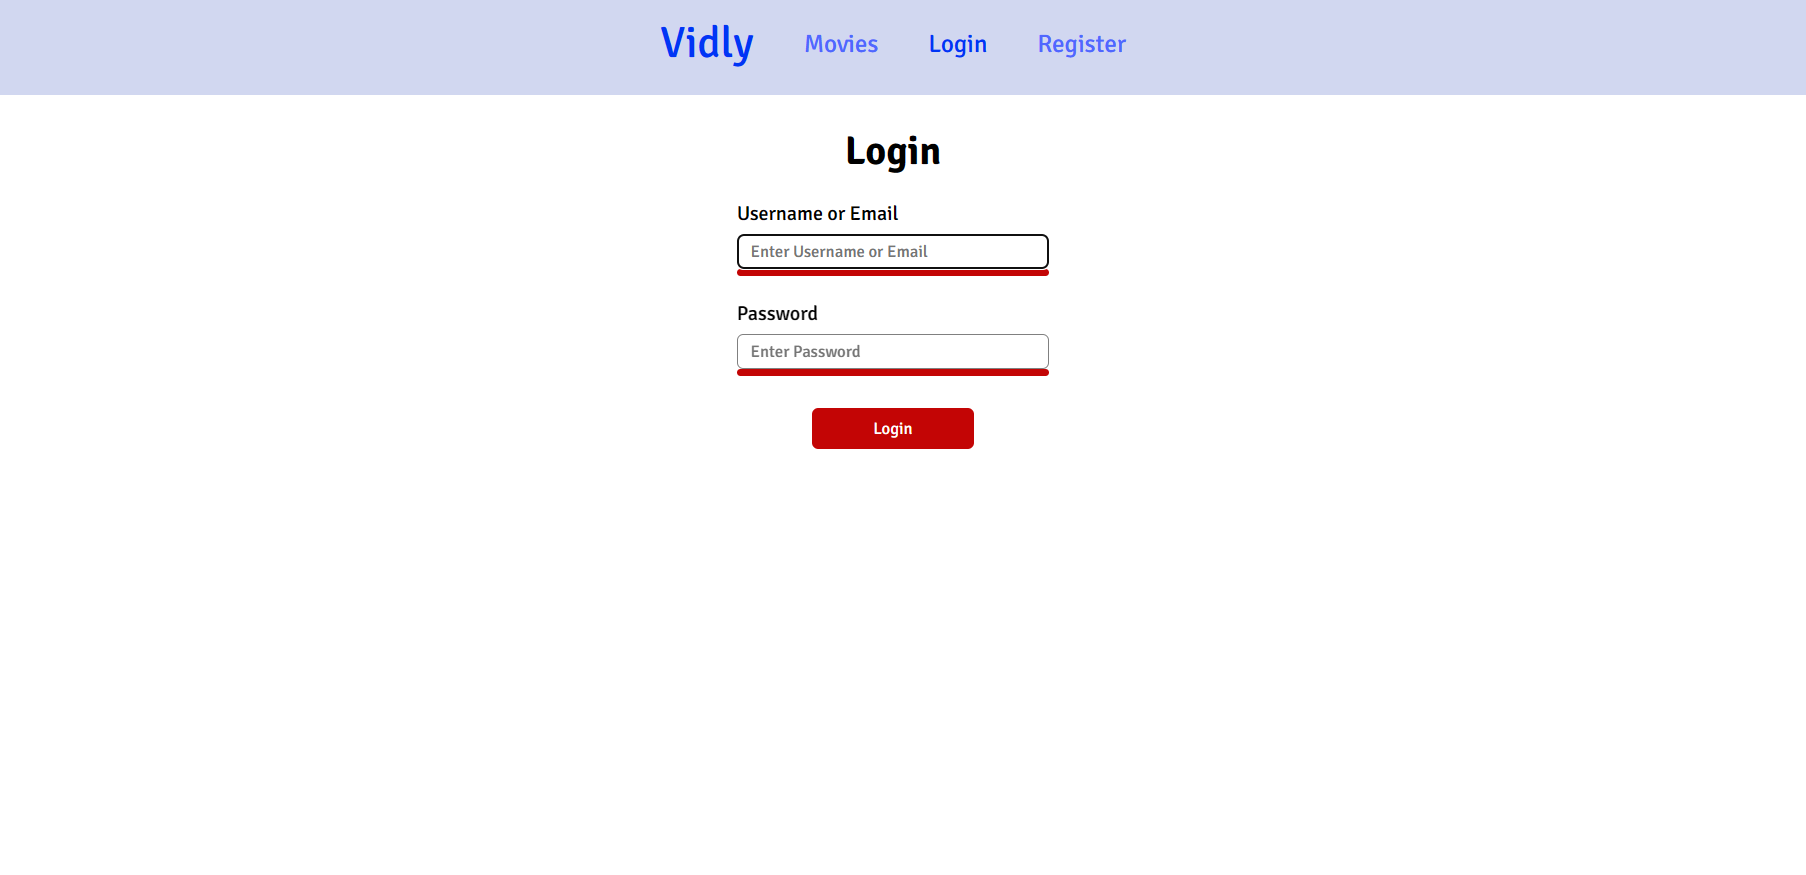 Vidly Movies Login Register
Login
Username or Email
Enter Username or Email
Password
Enter Password
Login